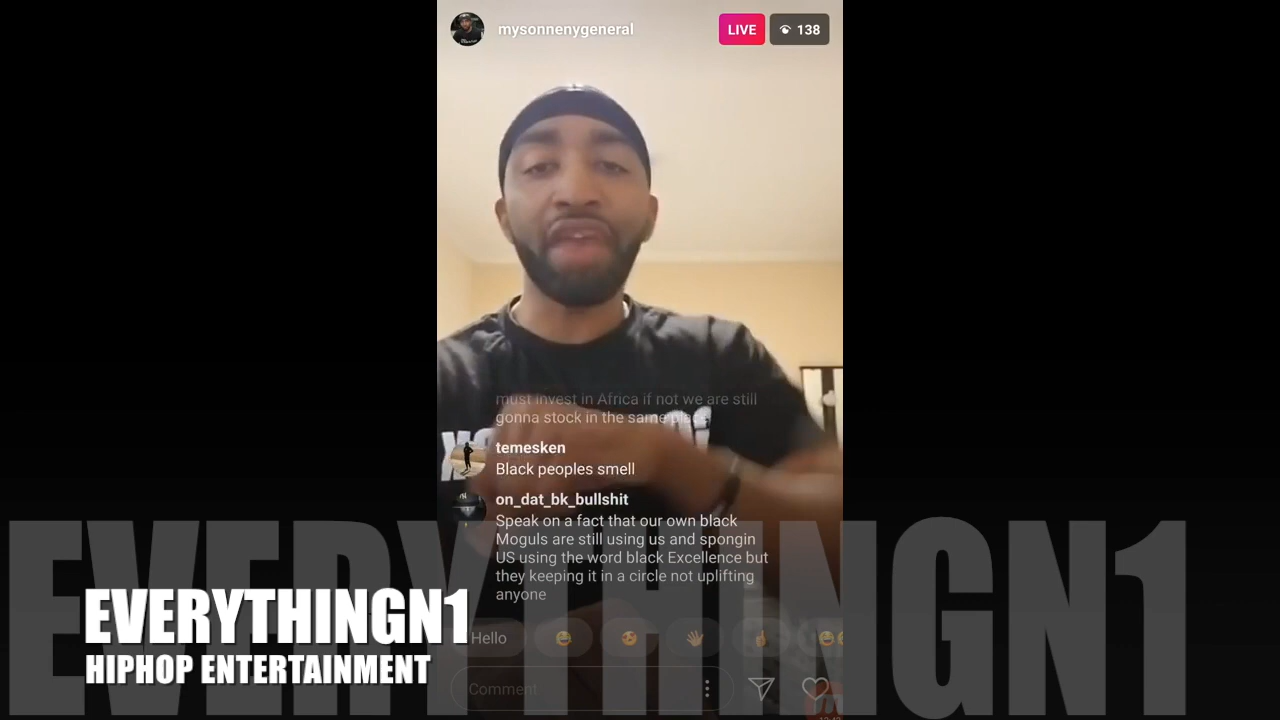 mysonnenygeneral
LIVE
138
must invest in Africa if not we are still
gonna stock in the same place
temesken
Black peoples smell
on_dat_bk_bullshit
Speak on a fact that our own black
Moguls are still using us and spongin
US using the word black Excellence but
they keeping it in a circle not uplifting
anyone
Hello
Comment
EVERYTHINGN1
EVERYTHINGN1
HIPHOP ENTERTAINMENT